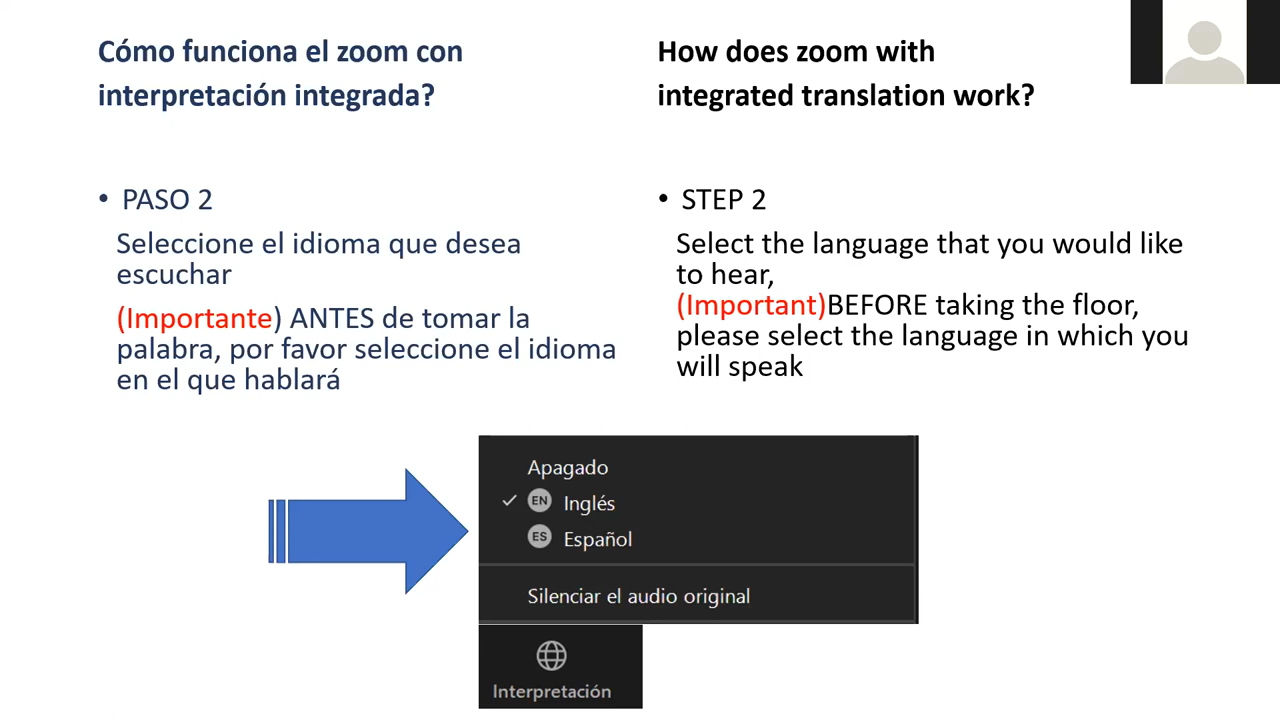 Cómo funciona el zoom con
interpretación integrada?
• PASO 2
Seleccione el idioma que desea
escuchar
(Importante) ANTES de tomar la
palabra, por favor seleccione el idioma
en el que hablará
How does zoom with
integrated translation work?
• STEP 2
Select the language that you would like
to hear,
(Important)BEFORE taking the floor,
please select the language in which you
will speak
Apagado
EN Inglés
ES Español
Silenciar el audio original
Interpretación